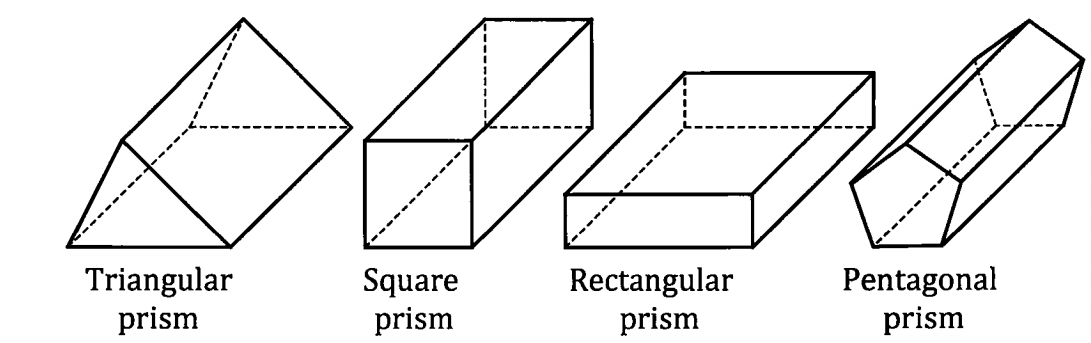 Triangular
prism
Square
prism
Rectangular
prism
Pentagonal
prism